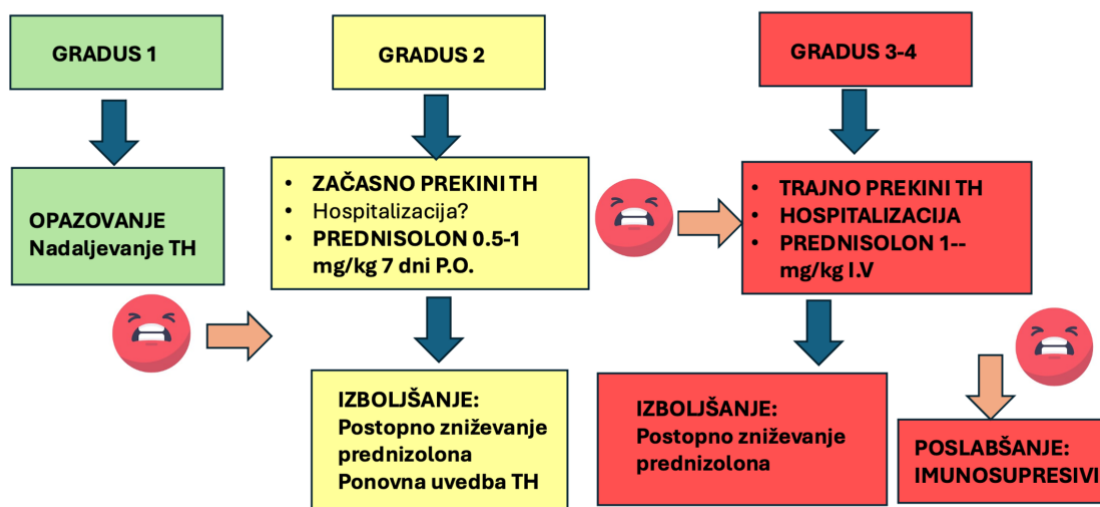 GRADUS 1
GRADUS 2
GRADUS 3-4
OPAZOVANJE
Nadaljevanje TH
• ZAČASNO PREKINI TH
• Hospitalizacija?
• PREDNISOLON 0.5-1
mg/kg 7 dni P.O.
• TRAJNO PREKINI TH
• HOSPITALIZACIJA
• PREDNISOLON 1--
mg/kg I.V
IZBOLJŠANJE:
Postopno zniževanje
prednizolona
Ponovna uvedba TH
IZBOLJŠANJE:
Postopno zniževanje
prednizolona
POSLABŠANJE:
IMUNOSUPRESIVI